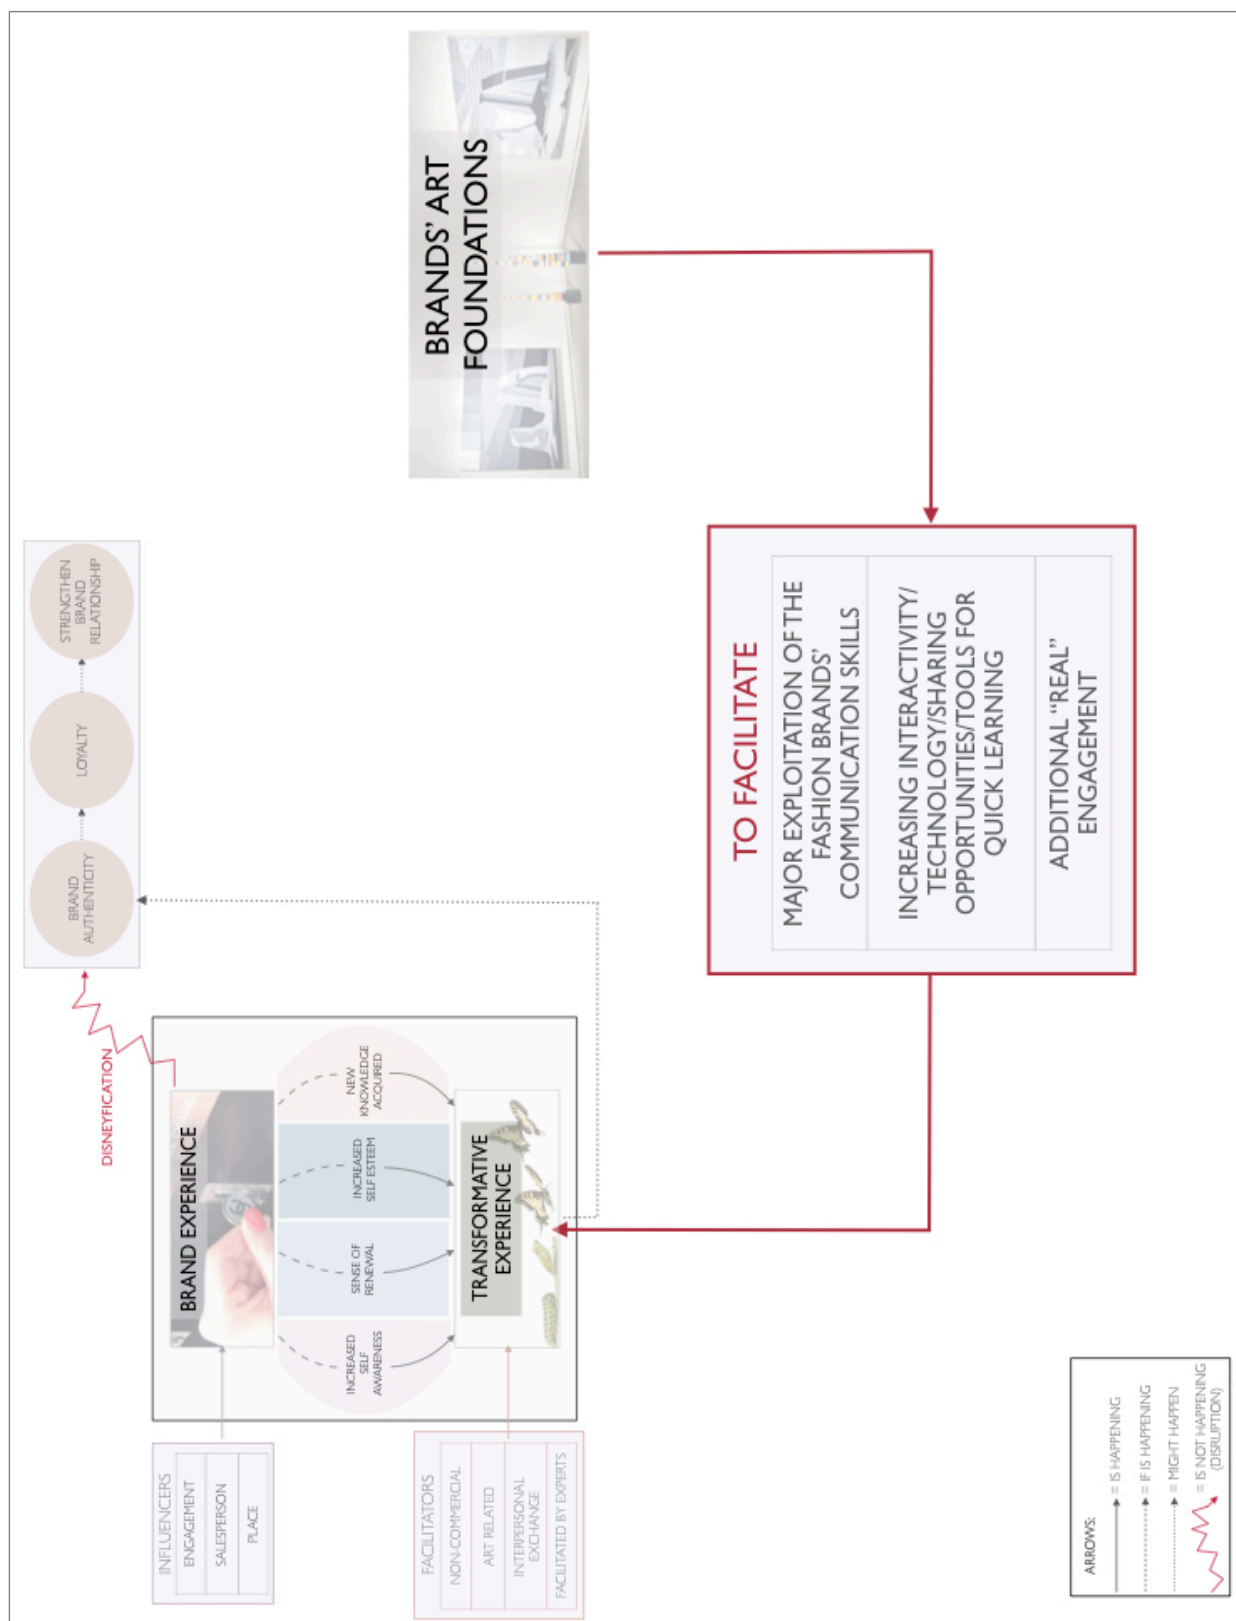 INFLUENCERS
ENGAGEMENT
SALESPERSON
PLACE
FACILITATORS
NON-COMMERCIAL
ART RELATED
INTERPERSONAL
EXCHANGE
FACILITATED BY EXPERTS
BRAND EXPERIENCE
INCREASED
SELF
AWARENESS
SENSE OF
RENEWAL
INCREASED
SELF ESTEEM
NEW
KNOWLEDGE
ACQUIRED
TRANSFORMATIVE
EXPERIENCE
DISNEYFICATION
BRAND
AUTHENTICITY
LOYALTY
STRENGTHEN
BRAND
RELATIONSHIP
BRANDS’ ART
FOUNDATIONS
TO FACILITATE
MAJOR EXPLOITATION OF THE
FASHION BRANDS’
COMMUNICATION SKILLS
INCREASING INTERACTIVITY/
TECHNOLOGY/SHARING
OPPORTUNITIES/TOOLS FOR
QUICK LEARNING
ADDITIONAL “REAL”
ENGAGEMENT
ARROWS:
= IS HAPPENING
= IF IS HAPPENING
= MIGHT HAPPEN
= IS NOT HAPPENING
(DISRUPTION)